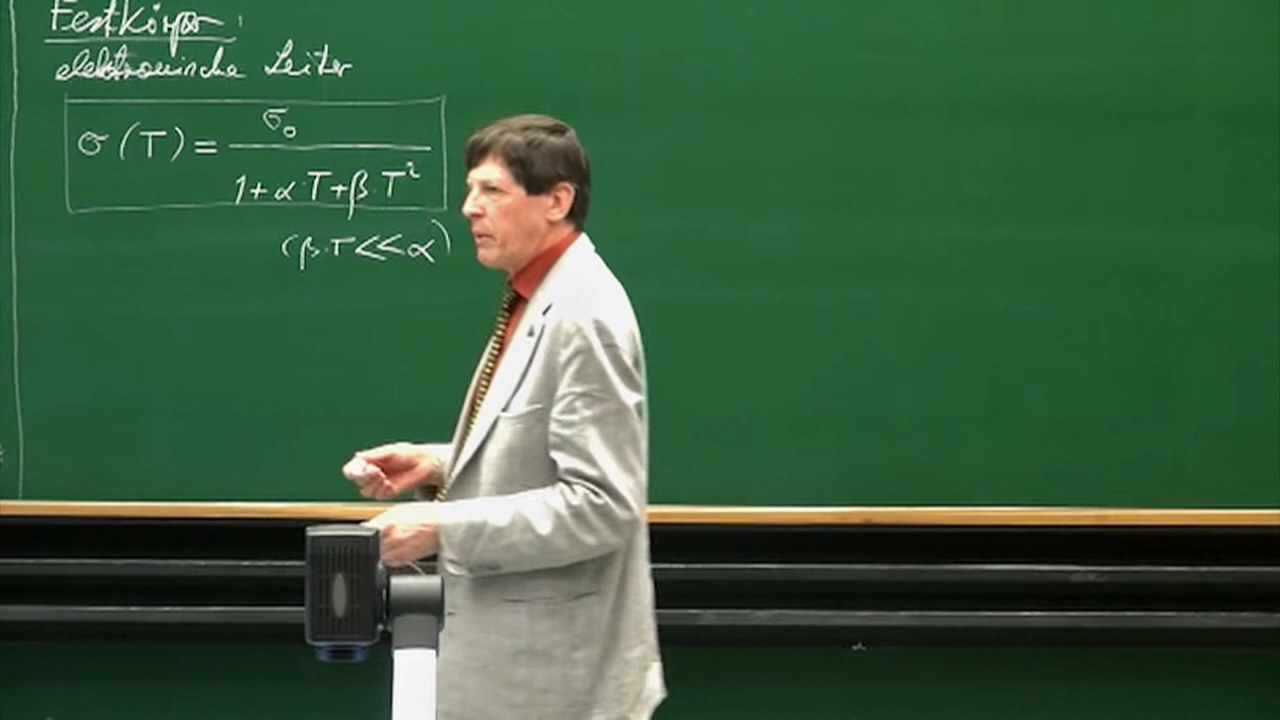 Festkörper:
elektronische Leiter
σ(T) = σ₀ / (1 + α·T + β·T²)
(β·T << α)